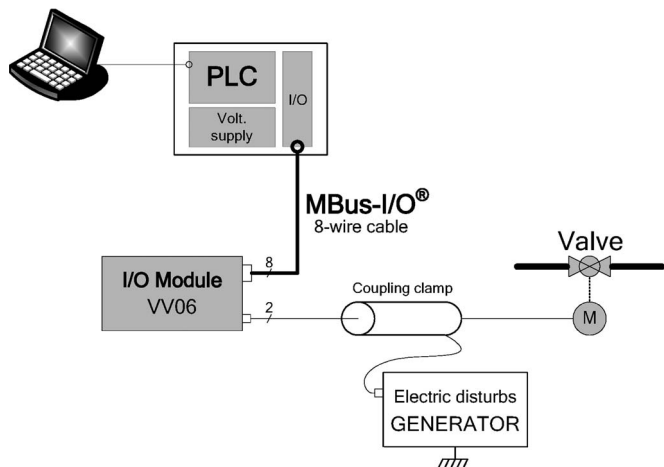 PLC
I/O
Volt.
supply
MBus-I/O®
8-wire cable
Valve
8
I/O Module
VV06
2
Coupling clamp
M
Electric disturbs
GENERATOR